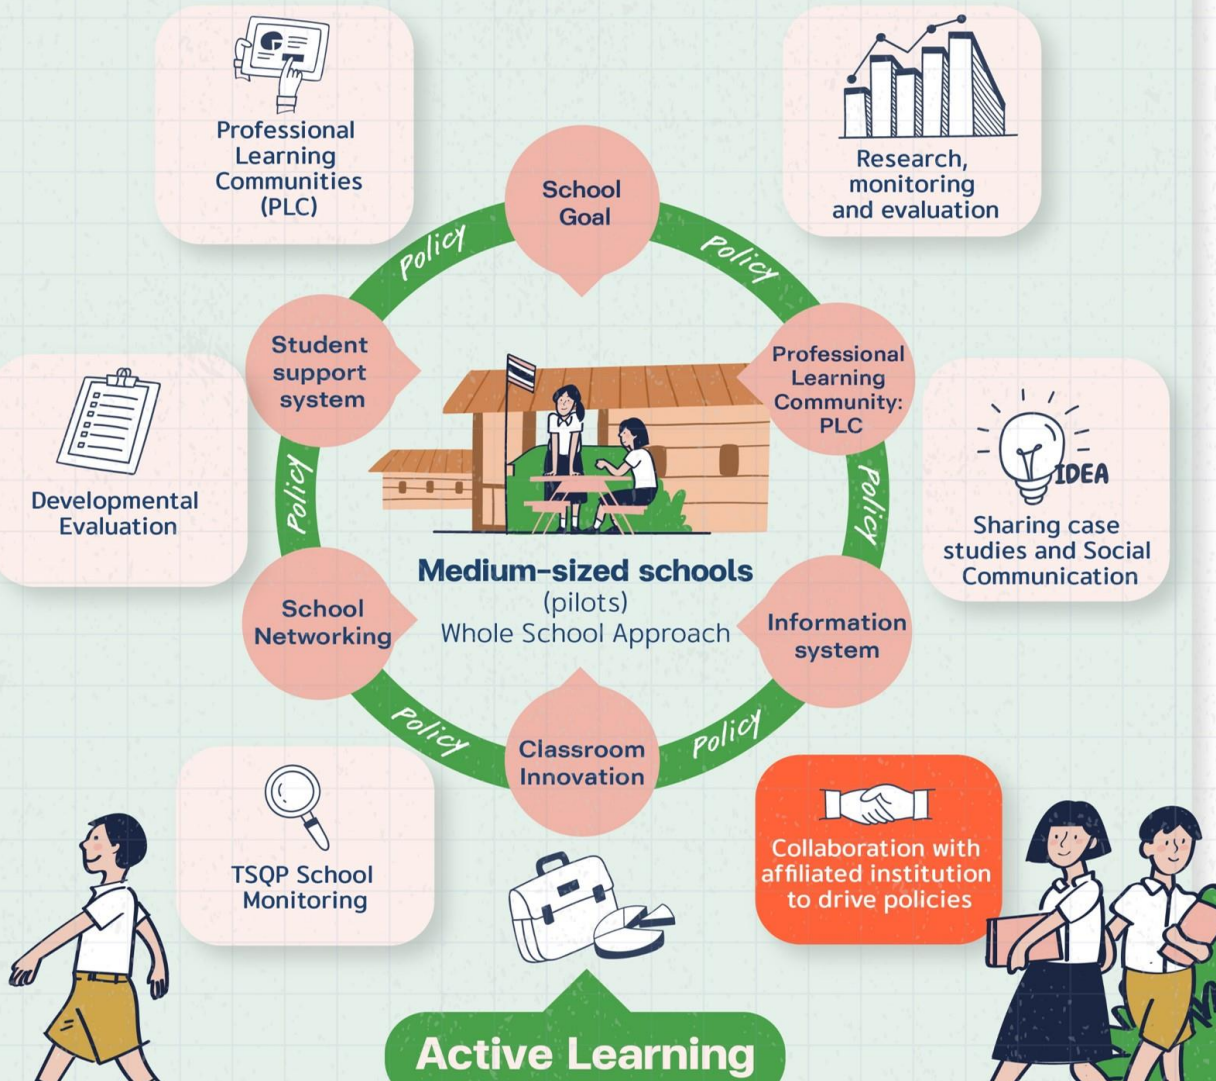 Professional
Learning
Communities
(PLC)
Research,
monitoring
and evaluation
School
Goal
Policy
Policy
Student
support
system
Professional
Learning
Community:
PLC
Developmental
Evaluation
IDEA
Sharing case
studies and Social
Communication
Policy
Policy
Medium-sized schools
(pilots)
Whole School Approach
School
Networking
Information
system
Policy
Policy
Classroom
Innovation
TSQP School
Monitoring
Collaboration with
affiliated institution
to drive policies
Active Learning